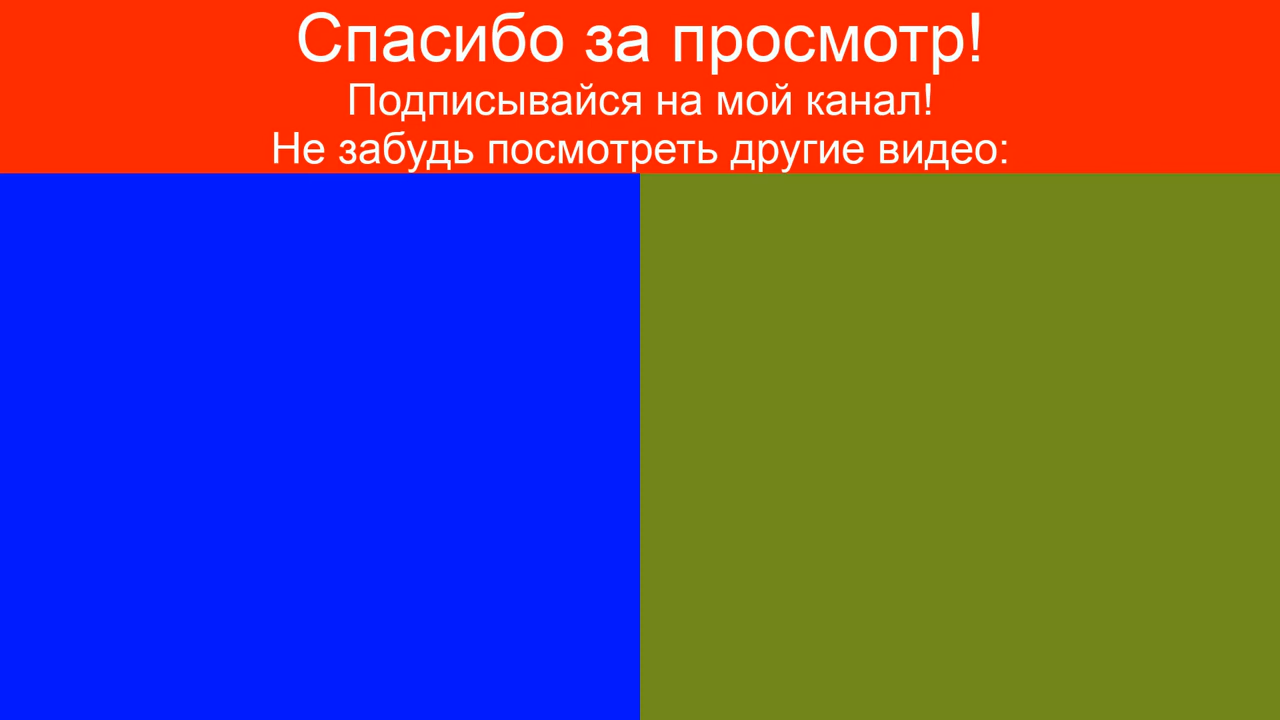 Спасибо за просмотр!
Подписывайся на мой канал!
Не забудь посмотреть другие видео: